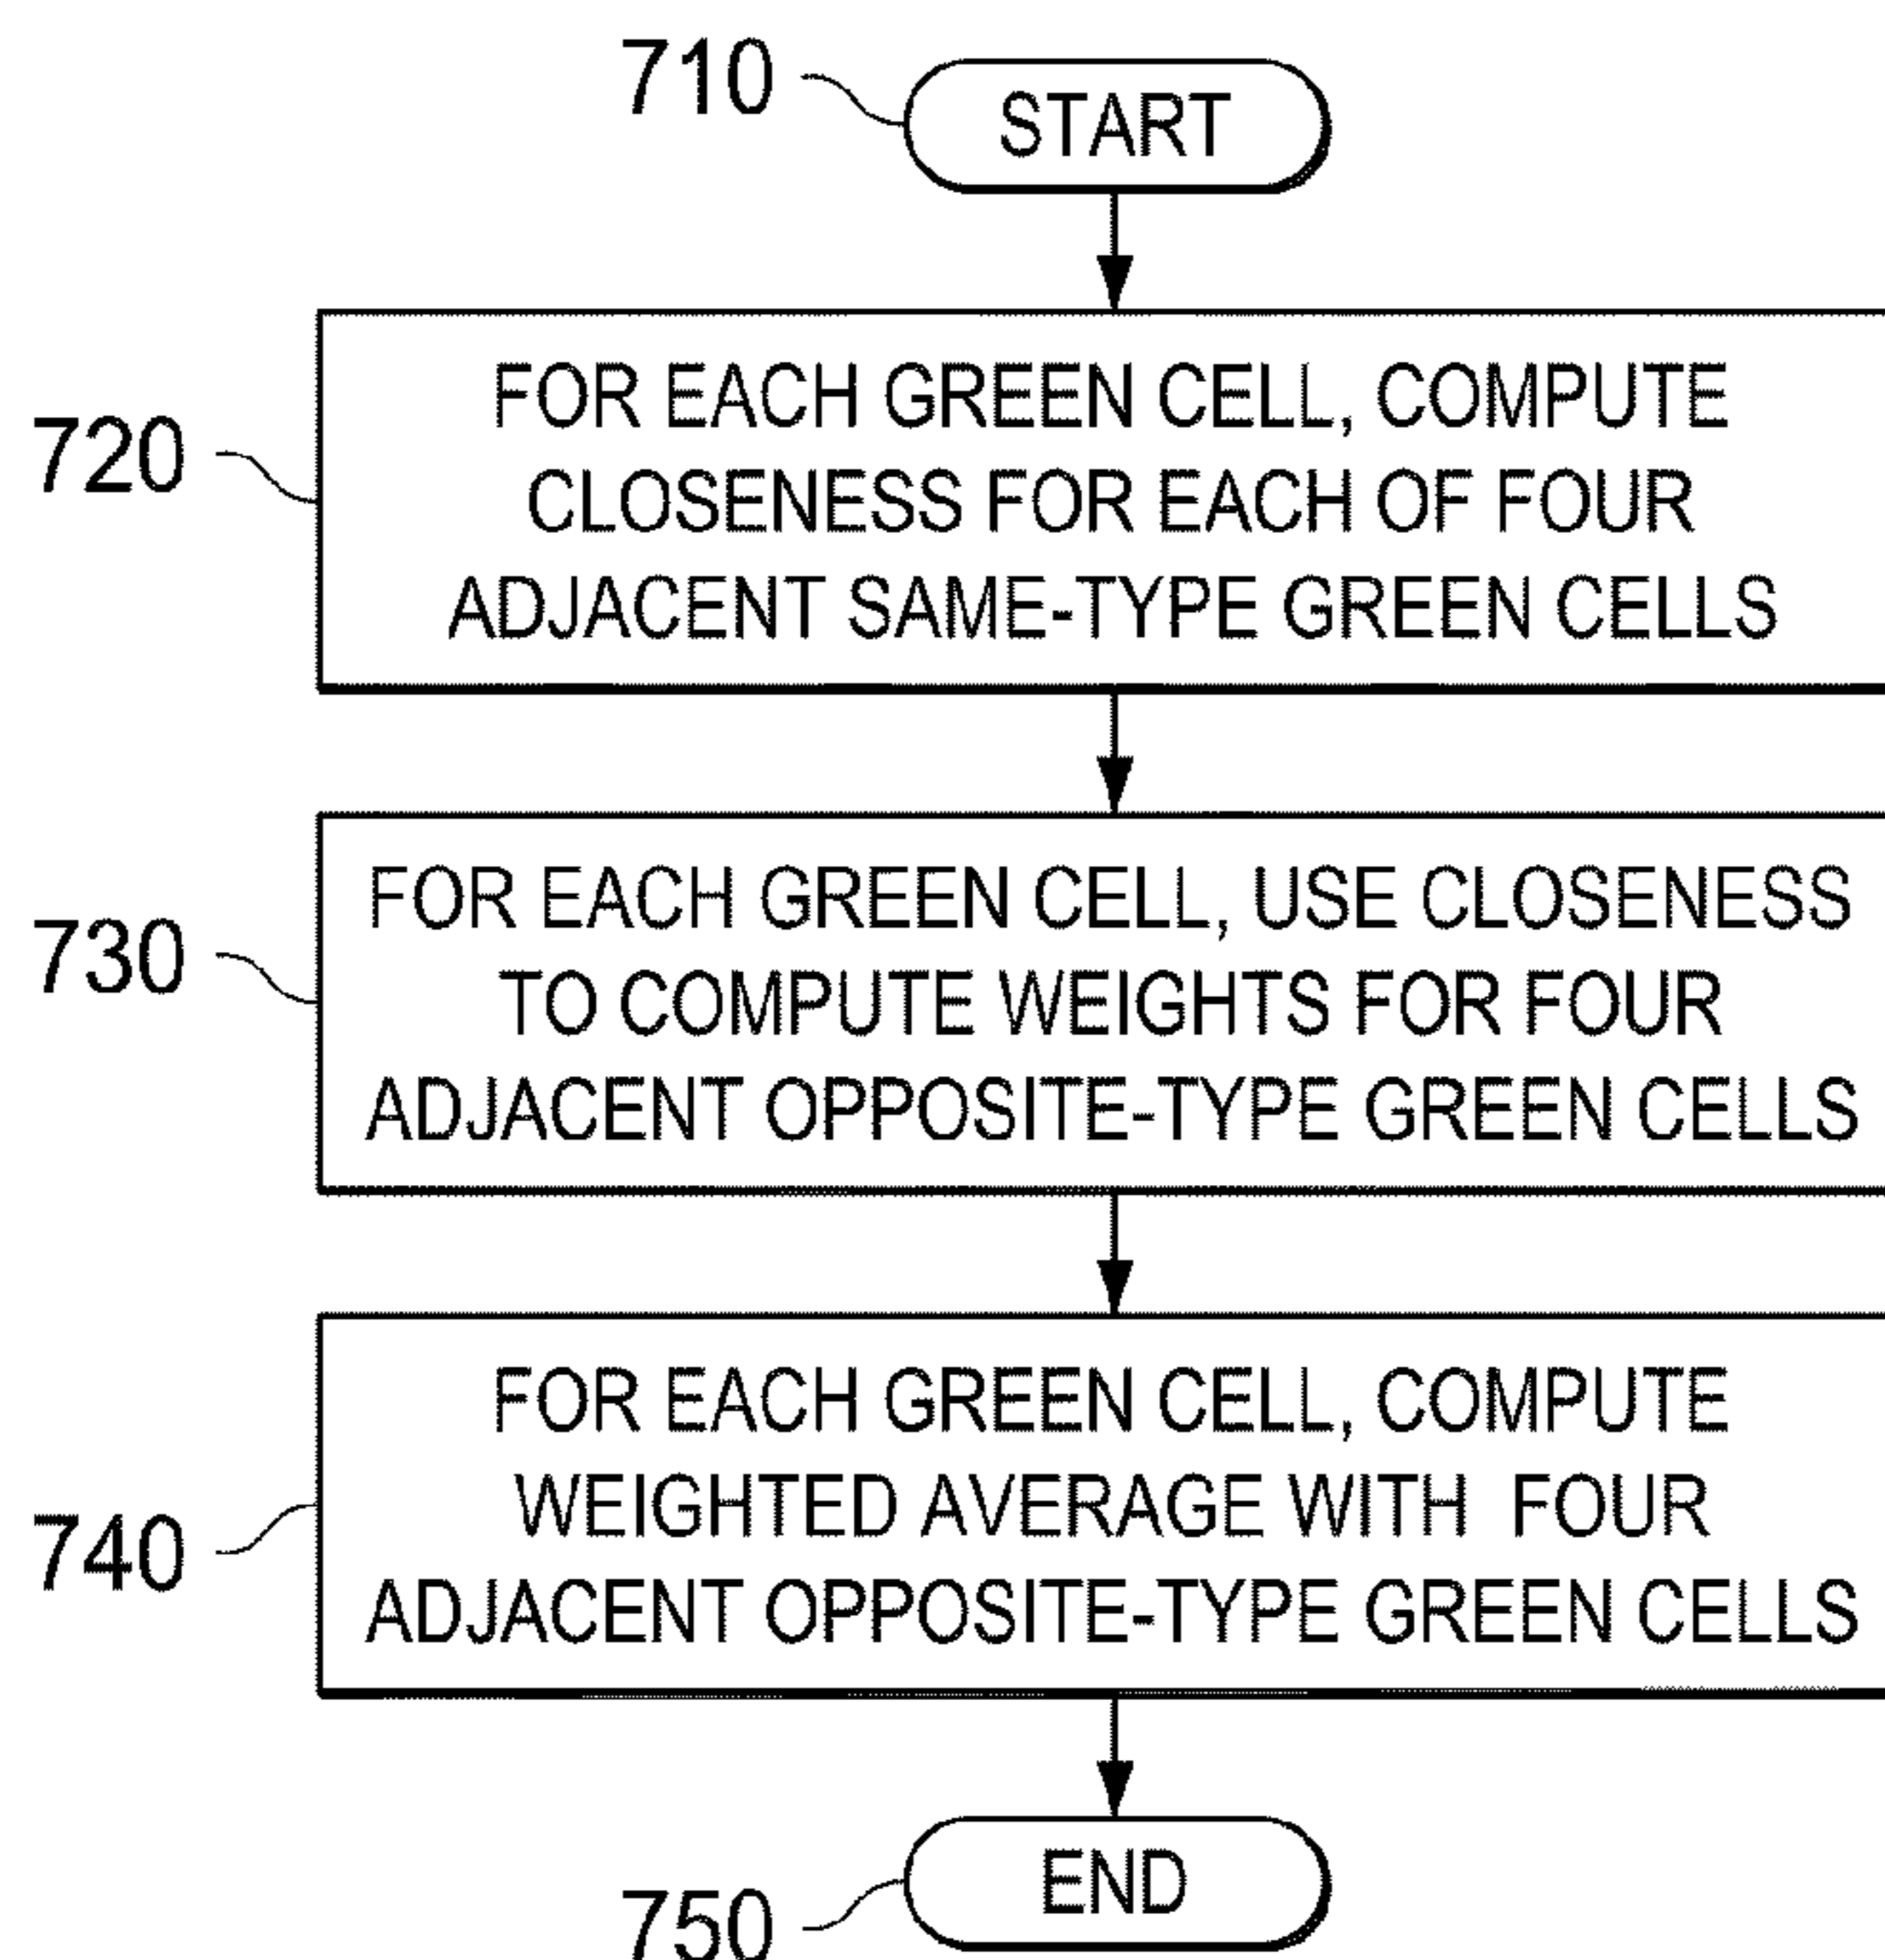 710
START
720
FOR EACH GREEN CELL, COMPUTE
CLOSENESS FOR EACH OF FOUR
ADJACENT SAME-TYPE GREEN CELLS
730
FOR EACH GREEN CELL, USE CLOSENESS
TO COMPUTE WEIGHTS FOR FOUR
ADJACENT OPPOSITE-TYPE GREEN CELLS
740
FOR EACH GREEN CELL, COMPUTE
WEIGHTED AVERAGE WITH FOUR
ADJACENT OPPOSITE-TYPE GREEN CELLS
750
END